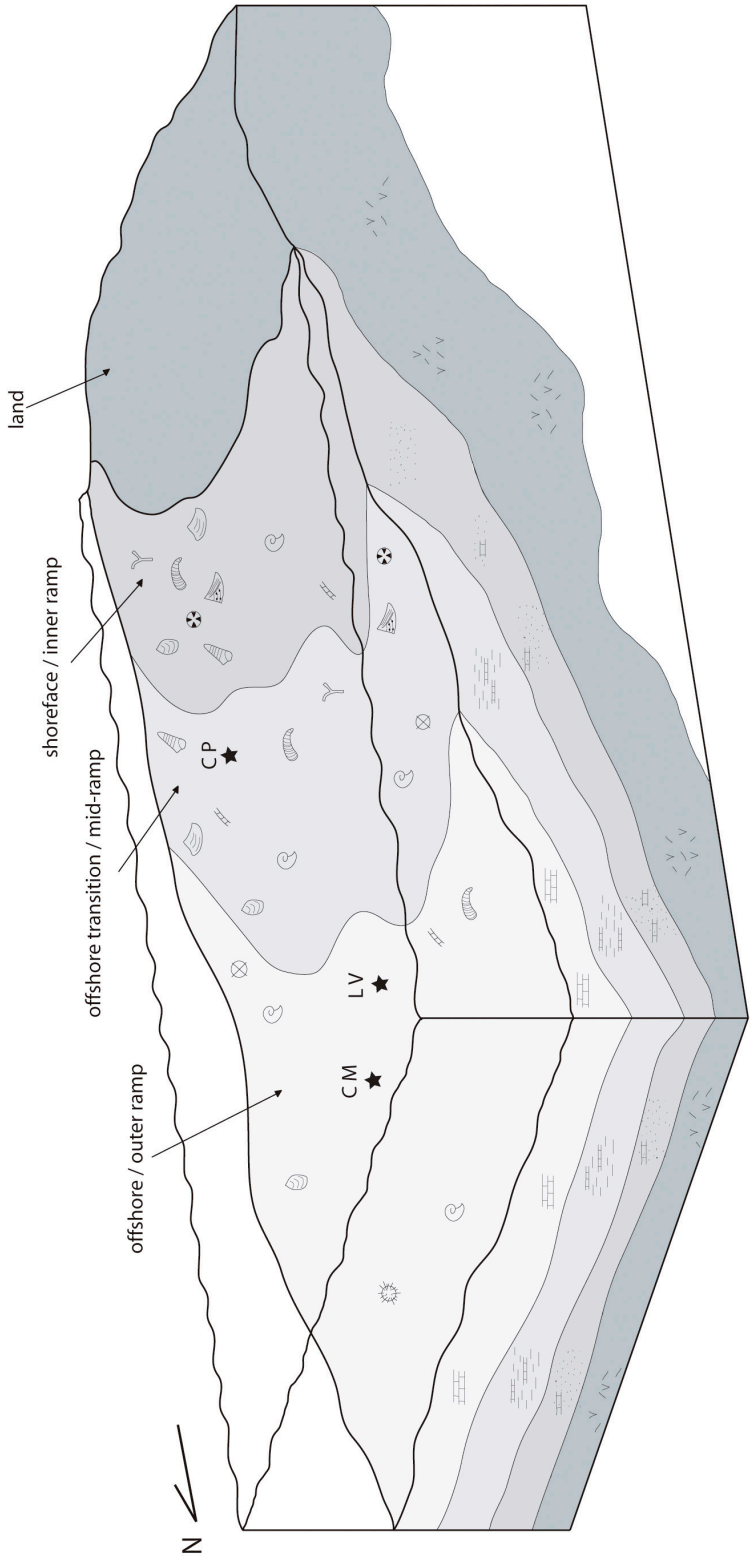 land
shoreface / inner ramp
offshore transition / mid-ramp
offshore / outer ramp
CP
LV
CM
N